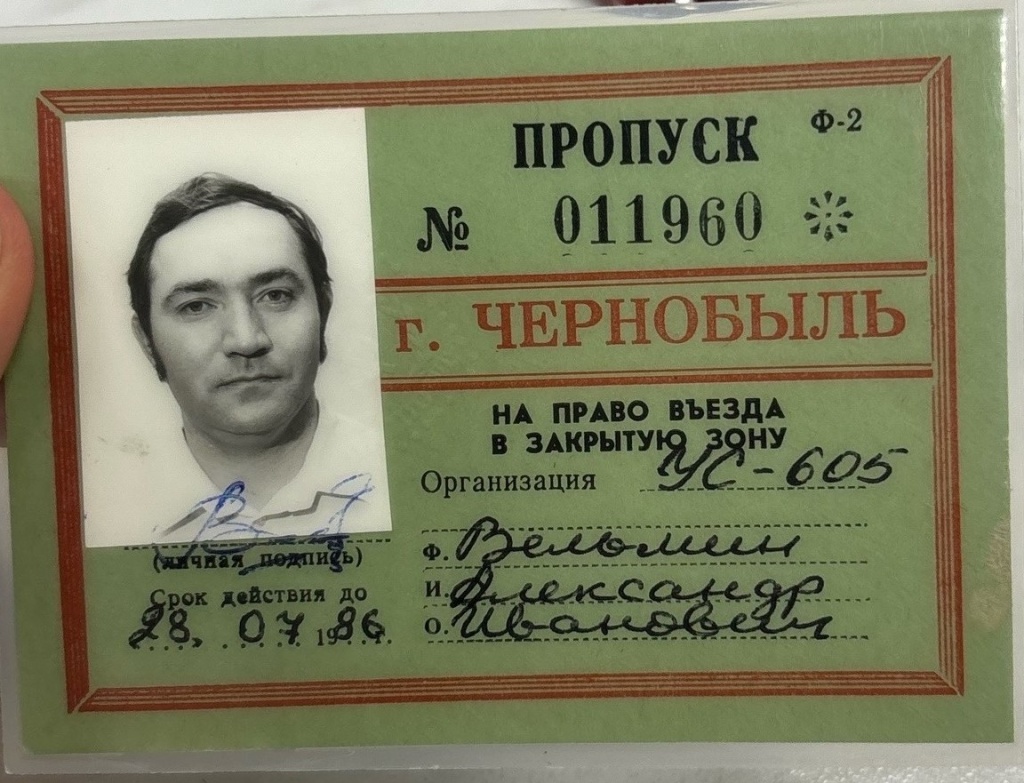 ПРОПУСК Ф-2
№ 011960
г. ЧЕРНОБЫЛЬ
НА ПРАВО ВЪЕЗДА
В ЗАКРЫТУЮ ЗОНУ
Организация УС-605
Ф. Вельмин
И. Александр
О. Иванович
(личная подпись)
Срок действия до
28. 07 1986.